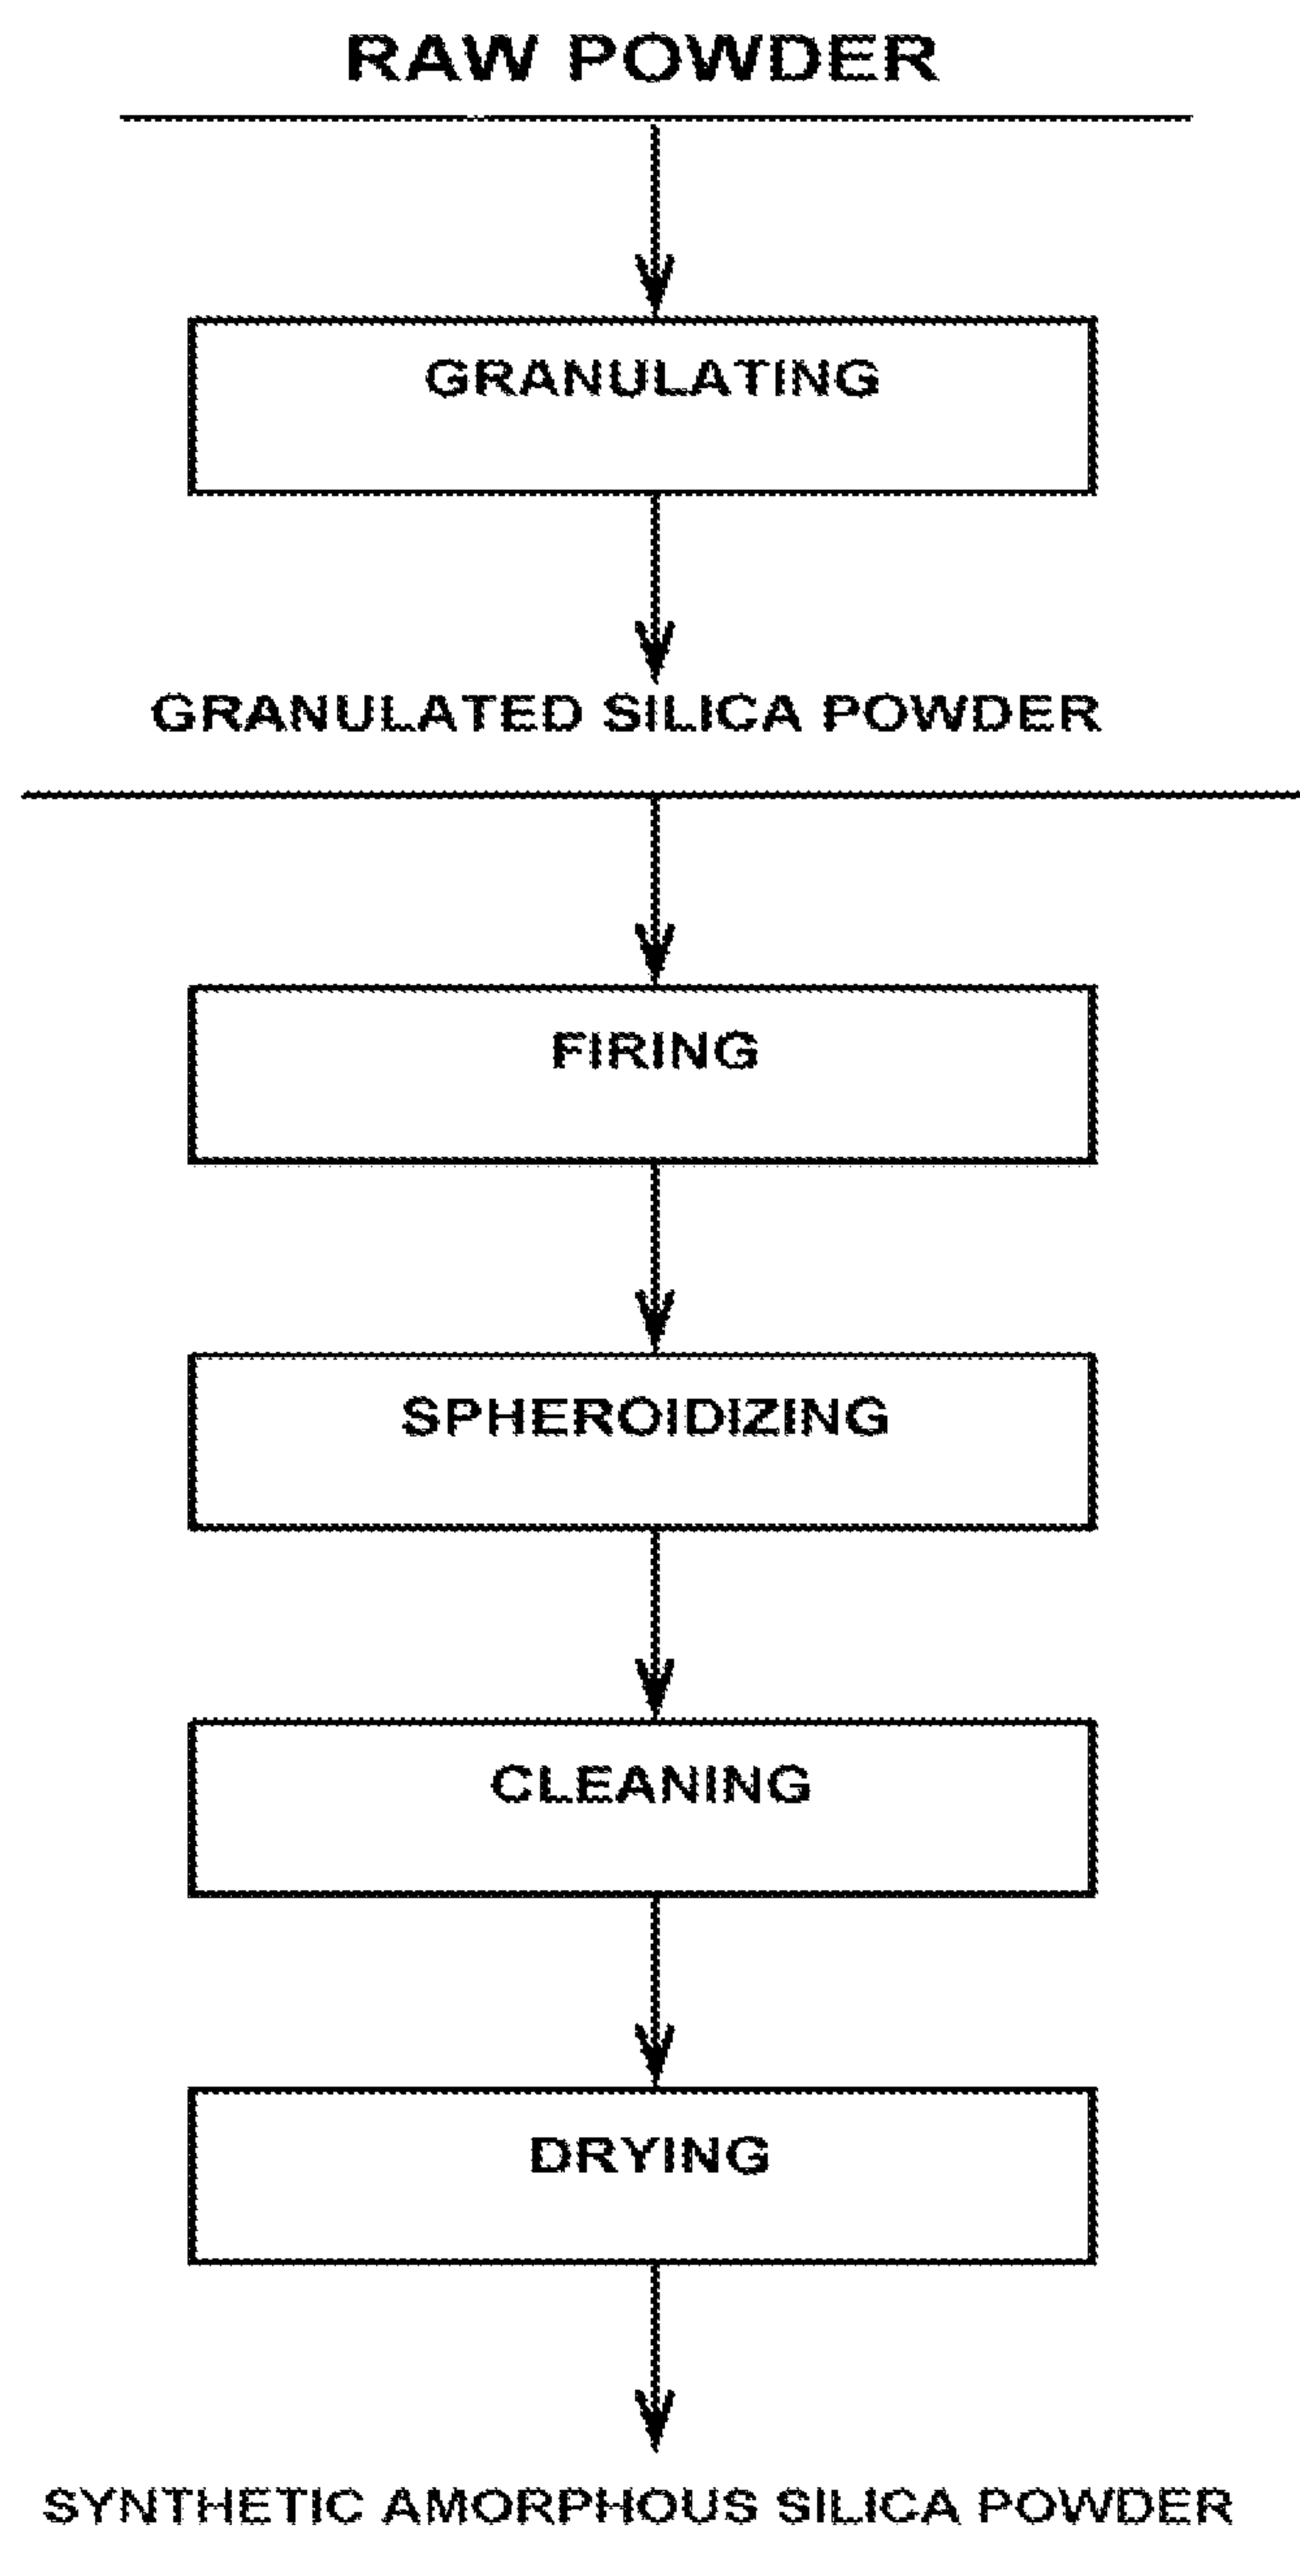 RAW POWDER
GRANULATING
GRANULATED SILICA POWDER
FIRING
SPHEROIDIZING
CLEANING
DRYING
SYNTHETIC AMORPHOUS SILICA POWDER